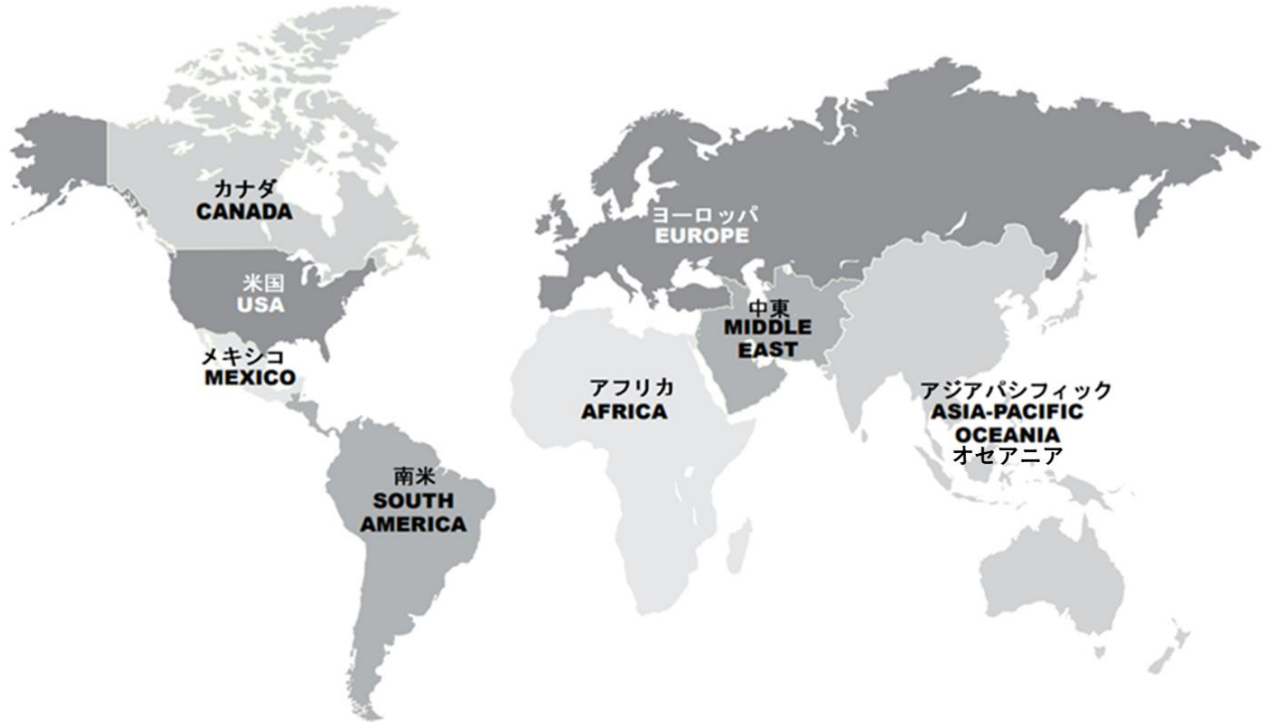 カナダ
CANADA
米国
USA
メキシコ
MEXICO
南米
SOUTH
AMERICA
ヨーロッパ
EUROPE
中東
MIDDLE
EAST
アフリカ
AFRICA
アジアパシフィック
ASIA-PACIFIC
OCEANIA
オセアニア